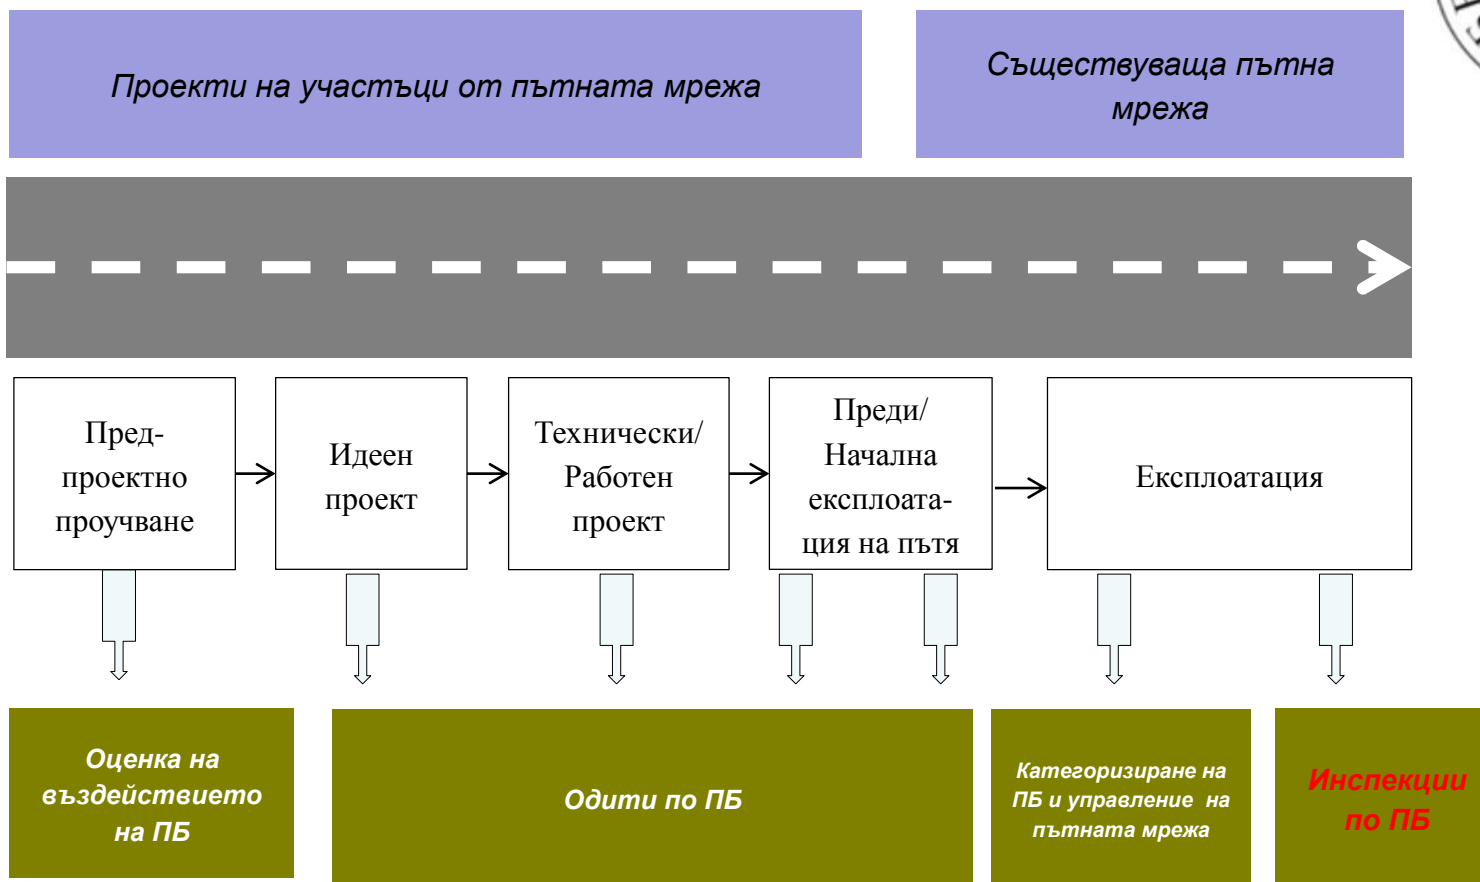 Проекти на участъци от пътната мрежа
Съществуваща пътна
мрежа
Пред-
проектно
проучване
Идеен
проект
Технически/
Работен
проект
Преди/
Начална
експлоата-
ция на пътя
Експлоатация
Оценка на
въздействието
на ПБ
Одити по ПБ
Категоризиране на
ПБ и управление на
пътната мрежа
Инспекции
по ПБ